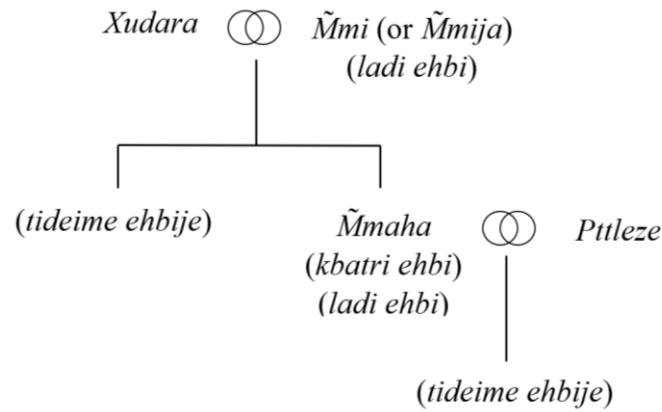 Xudara M̃mi (or M̃mija)
(ladi ehbi)
(tideime ehbije) M̃maha Pttleze
(kbatri ehbi)
(ladi ehbi)
(tideime ehbije)